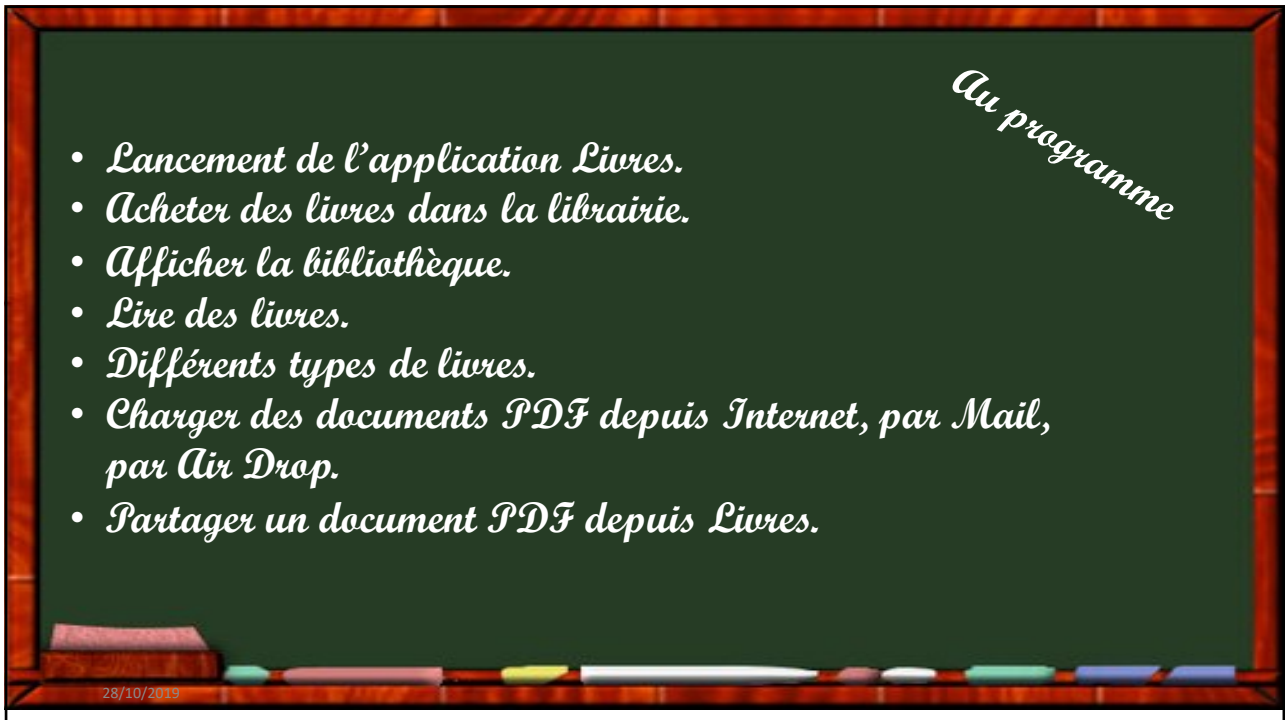 Au programme
• Lancement de l'application Livres.
• Acheter des livres dans la librairie.
• Afficher la bibliothèque.
• Lire des livres.
• Différents types de livres.
• Charger des documents PDF depuis Internet, par Mail,
par Air Drop.
• Partager un document PDF depuis Livres.
28/10/2019